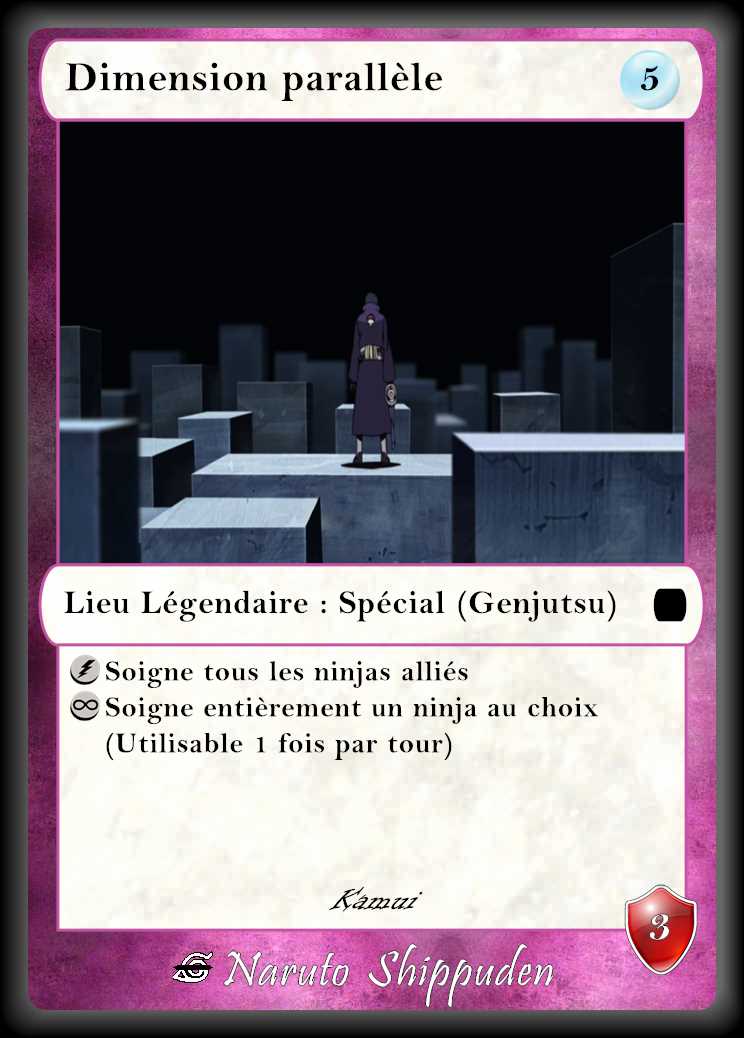 Dimension parallèle
5
Lieu Légendaire : Spécial (Genjutsu)
Soigne tous les ninjas alliés
Soigne entièrement un ninja au choix
(Utilisable 1 fois par tour)
Kamui
3
Naruto Shippuden